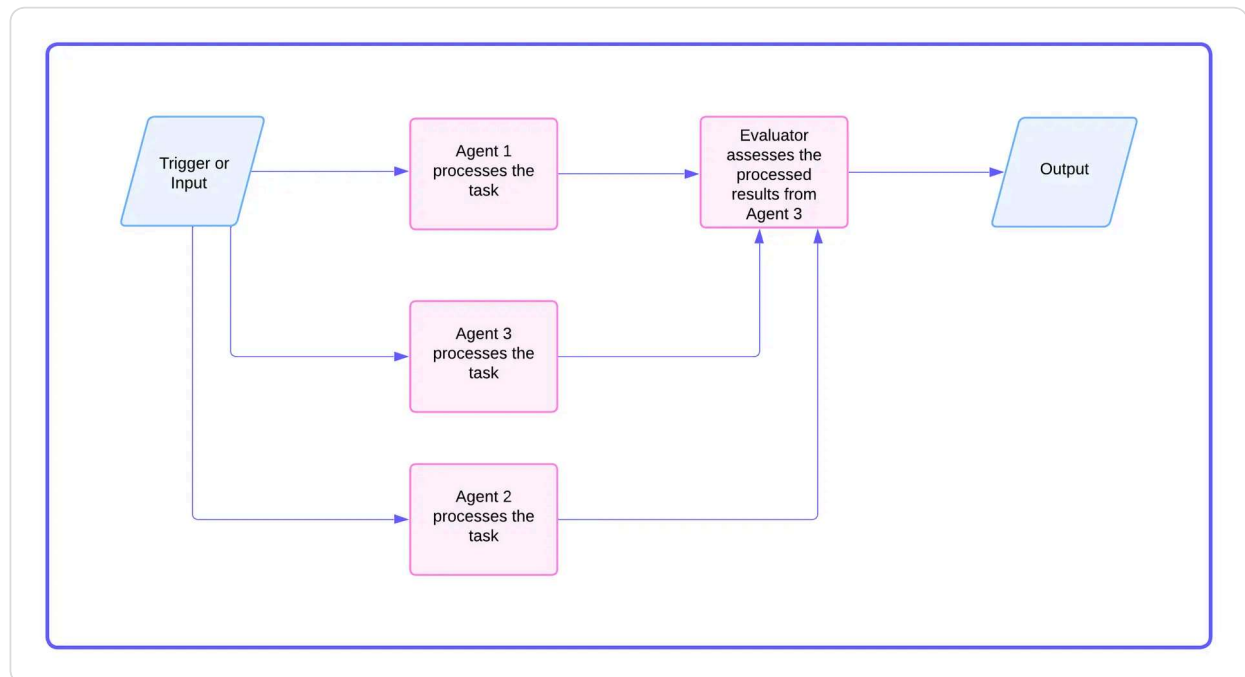 Trigger or
Input
Agent 1
processes the
task
Evaluator
assesses the
processed
results from
Agent 3
Output
Agent 3
processes the
task
Agent 2
processes the
task